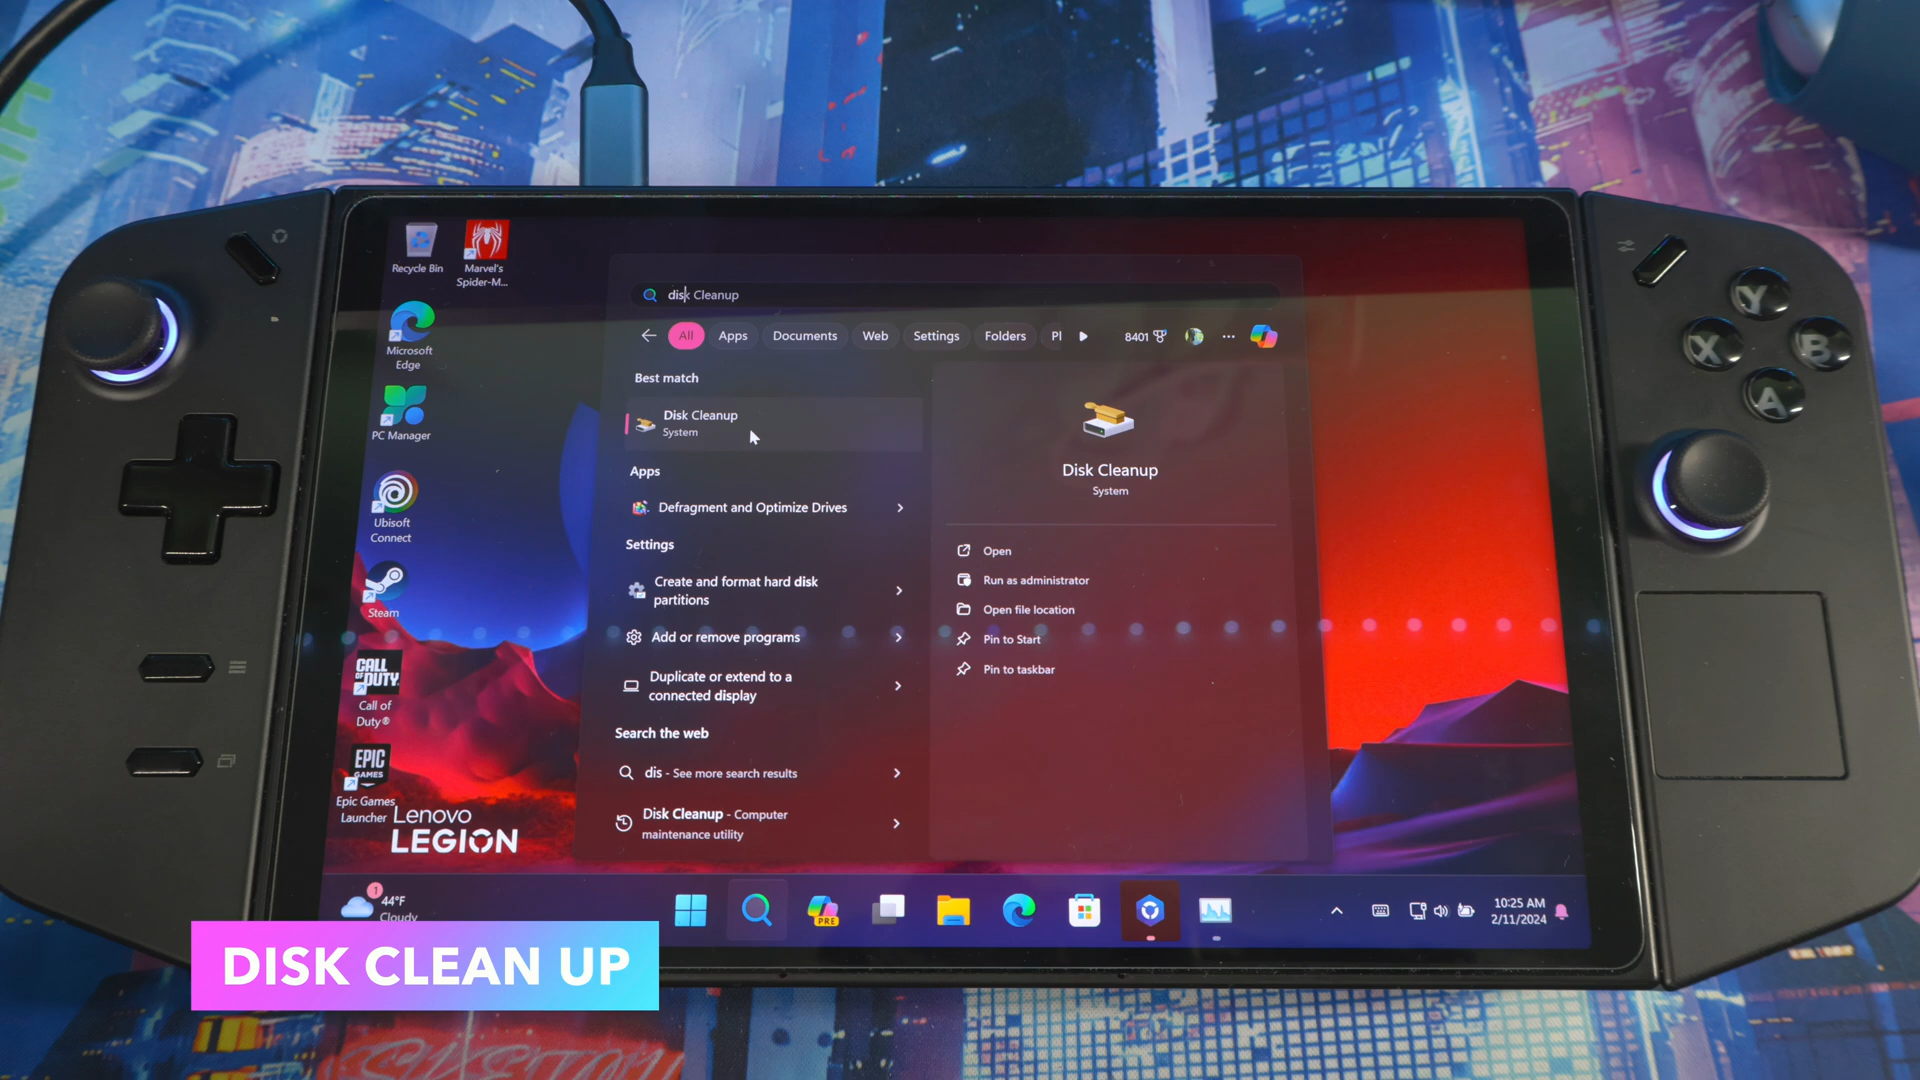 Recycle Bin
Marvel's
Spider-M...
Microsoft
Edge
PC Manager
Ubisoft
Connect
Steam
CALL OF DUTY
Call of
Duty®
EPIC
GAMES
Epic Games
Launcher
Lenovo
LEGION
disk Cleanup
All
Apps
Documents
Web
Settings
Folders
Pl
8401
Best match
Disk Cleanup
System
Apps
Defragment and Optimize Drives
Settings
Create and format hard disk
partitions
Add or remove programs
Duplicate or extend to a
connected display
Search the web
dis - See more search results
Disk Cleanup - Computer
maintenance utility
Disk Cleanup
System
Open
Run as administrator
Open file location
Pin to Start
Pin to taskbar
Y
X
B
A
1
44°F
Cloudy
PRE
10:25 AM
2/11/2024
DISK CLEAN UP